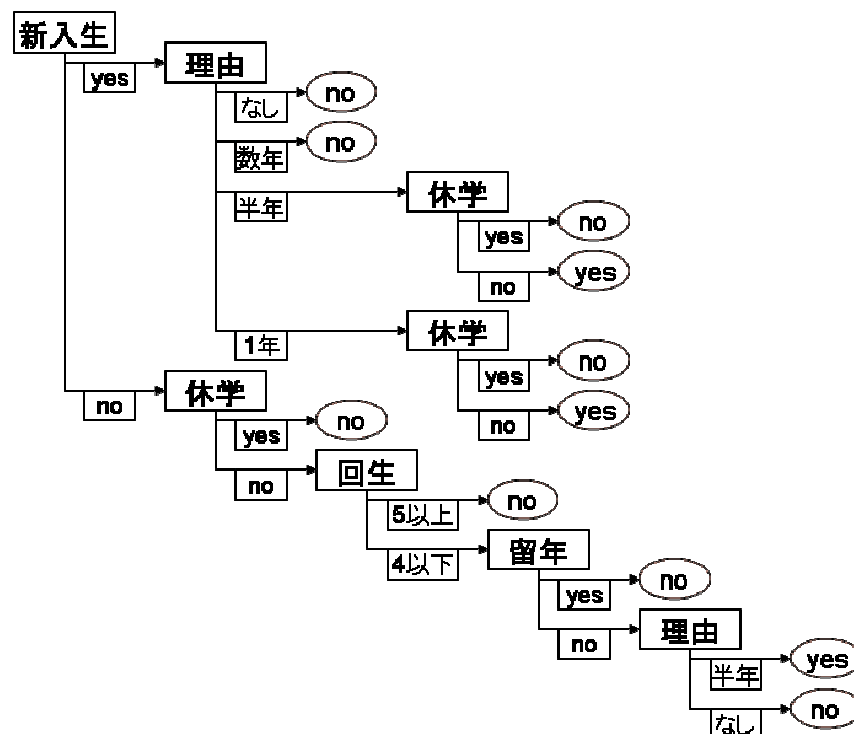 新入生
yes
理由
なし
no
数年
no
半年
休学
yes
no
no
yes
1年
休学
yes
no
no
yes
no
休学
yes
no
no
回生
5以上
no
4以下
留年
yes
no
no
理由
半年
yes
なし
no